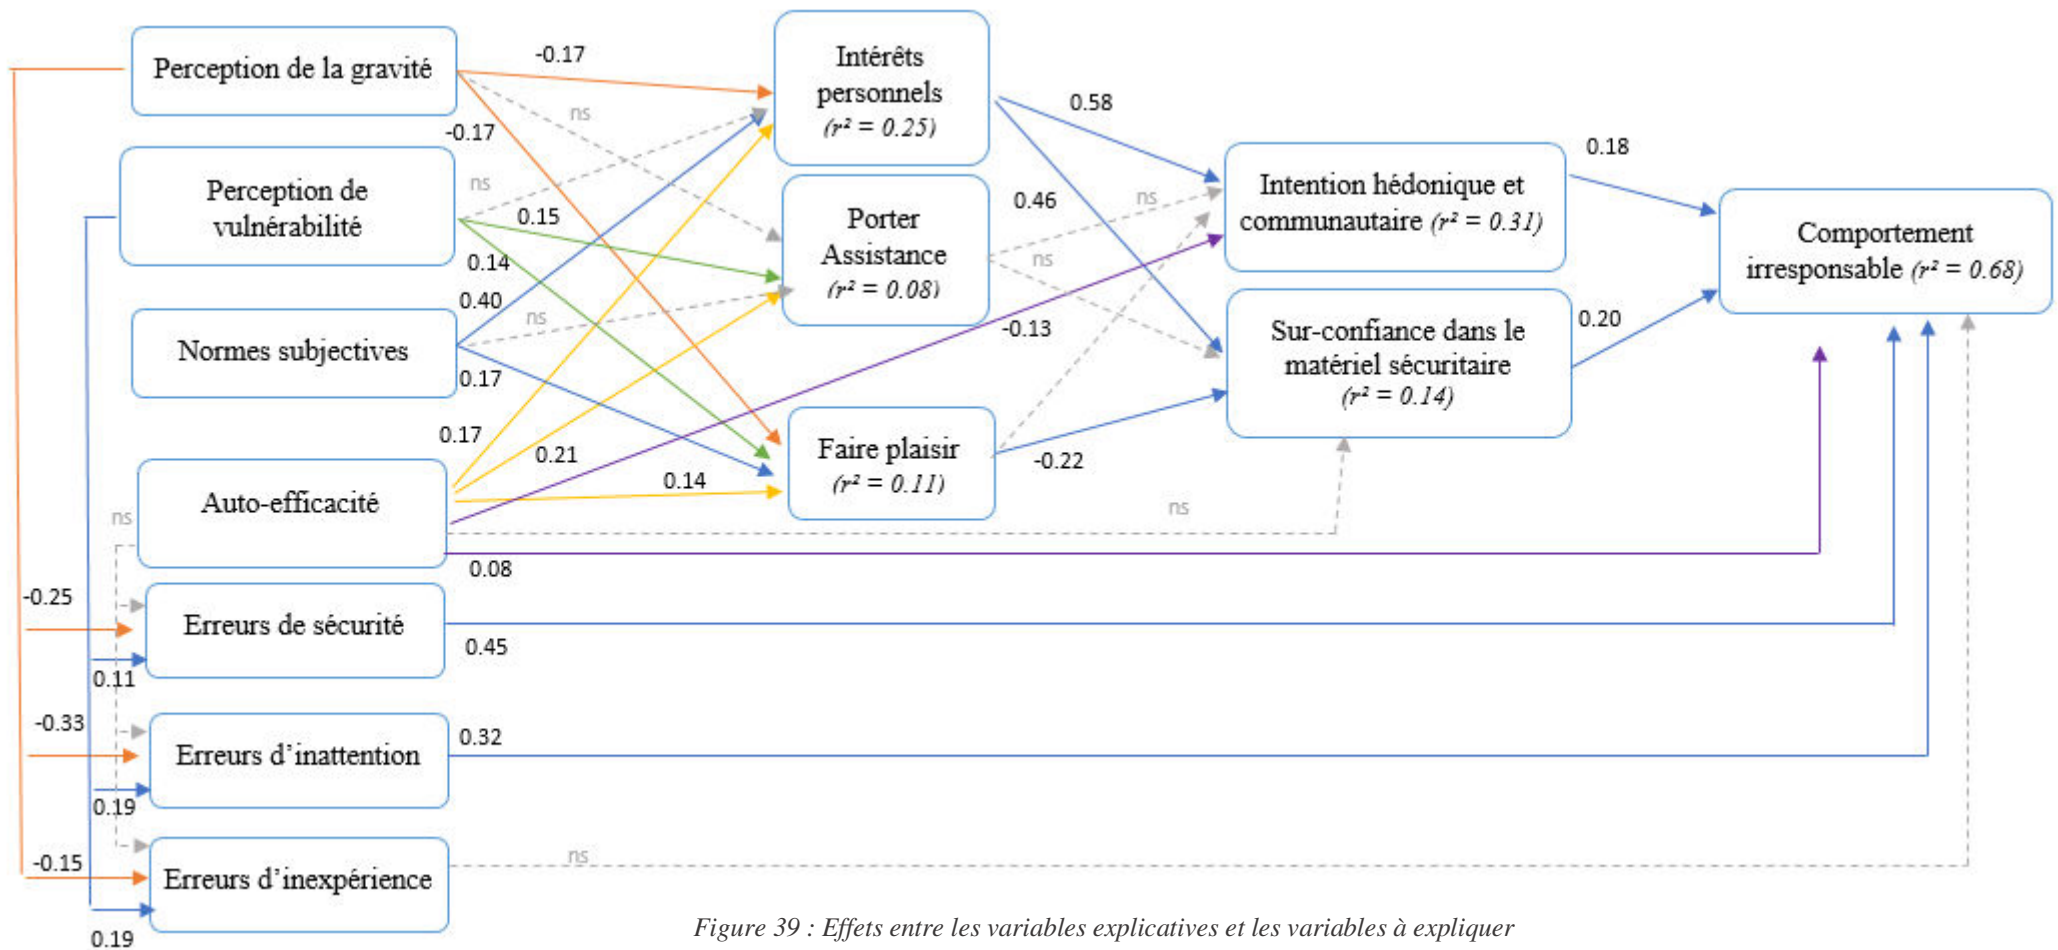 Perception de la gravité
-0.17
ns
-0.17
Intérêts
personnels
(r² = 0.25)
0.58
0.18
Perception de
vulnérabilité
ns
0.15
0.14
Porter
Assistance
(r² = 0.08)
0.46
ns
ns
Intention hédonique et
communautaire (r² = 0.31)
Comportement
irresponsable (r² = 0.68)
Normes subjectives
0.40
ns
0.17
-0.13
Sur-confiance dans le
matériel sécuritaire
(r² = 0.14)
0.20
Auto-efficacité
0.17
0.21
0.14
Faire plaisir
(r² = 0.11)
-0.22
ns
ns
0.08
-0.25
Erreurs de sécurité
0.45
0.11
-0.33
Erreurs d’inattention
0.32
0.19
-0.15
Erreurs d’inexpérience
ns
0.19
Figure 39 : Effets entre les variables explicatives et les variables à expliquer